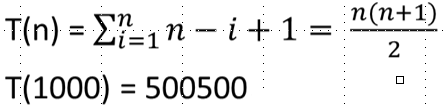 T(n) = ∑ⁿᵢ₌₁ n − i + 1 = n(n+1)/2
T(1000) = 500500